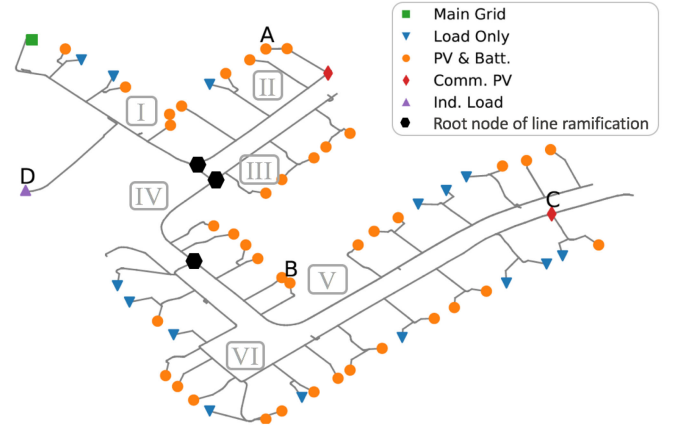 Main Grid
Load Only
PV & Batt.
Comm. PV
Ind. Load
Root node of line ramification
A
II
I
III
D
IV
C
B
V
VI